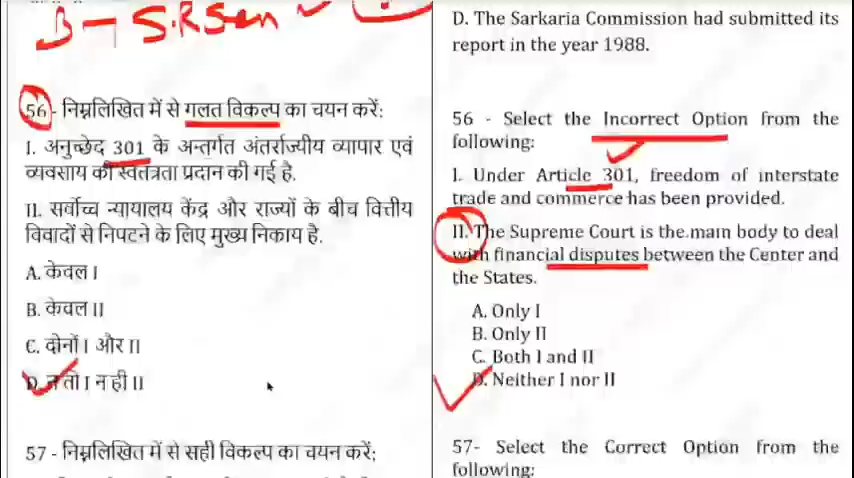 B - S.R Sen
56 - निम्नलिखित में से गलत विकल्प का चयन करें:
I. अनुच्छेद 301 के अन्तर्गत अंतर्राज्यीय व्यापार एवं
व्यवसाय की स्वतंत्रता प्रदान की गई है.
II. सर्वोच्च न्यायालय केंद्र और राज्यों के बीच वित्तीय
विवादों से निपटने के लिए मुख्य निकाय है.
A. केवल I
B. केवल II
C. दोनों I और II
D. न तो I न ही II
57 - निम्नलिखित में से सही विकल्प का चयन करें;
D. The Sarkaria Commission had submitted its
report in the year 1988.
56 - Select the Incorrect Option from the
following:
I. Under Article 301, freedom of interstate
trade and commerce has been provided.
II. The Supreme Court is the main body to deal
with financial disputes between the Center and
the States.
A. Only I
B. Only II
C. Both I and II
D. Neither I nor II
57- Select the Correct Option from the
following: